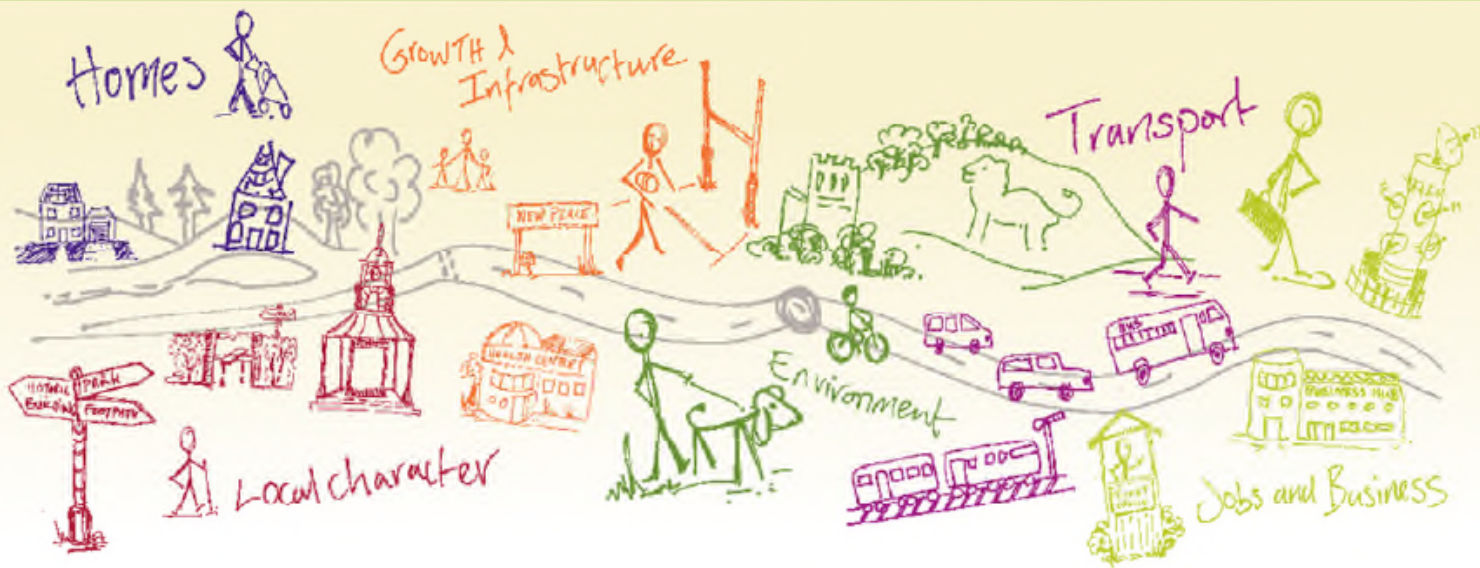 Homes
Growth &
Infrastructure
Transport
NEW PLACE
BUS
HEALTH CENTRE
Environment
HISTORIC
BUILDING
PARK
FOOTPATH
BUSINESS HUB
Local character
Jobs and Business